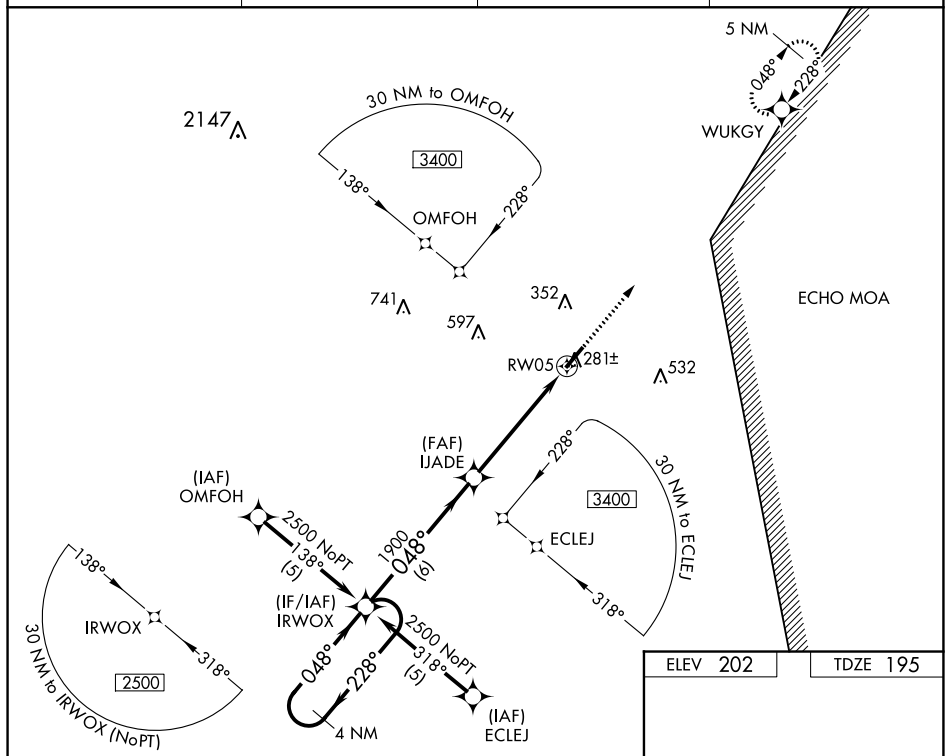 5 NM
048°
228°
WUKGY
30 NM to OMFOH
2147
3400
138°
228°
OMFOH
741
597
352
ECHO MOA
RW05
281±
532
(FAF)
IJADE
228°
30 NM to ECLEJ
3400
ECLEJ
318°
(IAF)
OMFOH
2500 NoPT
138°
(5)
1900
048°
(6)
138°
IRWOX
318°
2500
30 NM to IRWOX (NoPT)
(IF/IAF)
IRWOX
2500 NoPT
318°
(5)
048°
228°
4 NM
(IAF)
ECLEJ
ELEV 202
TDZE 195